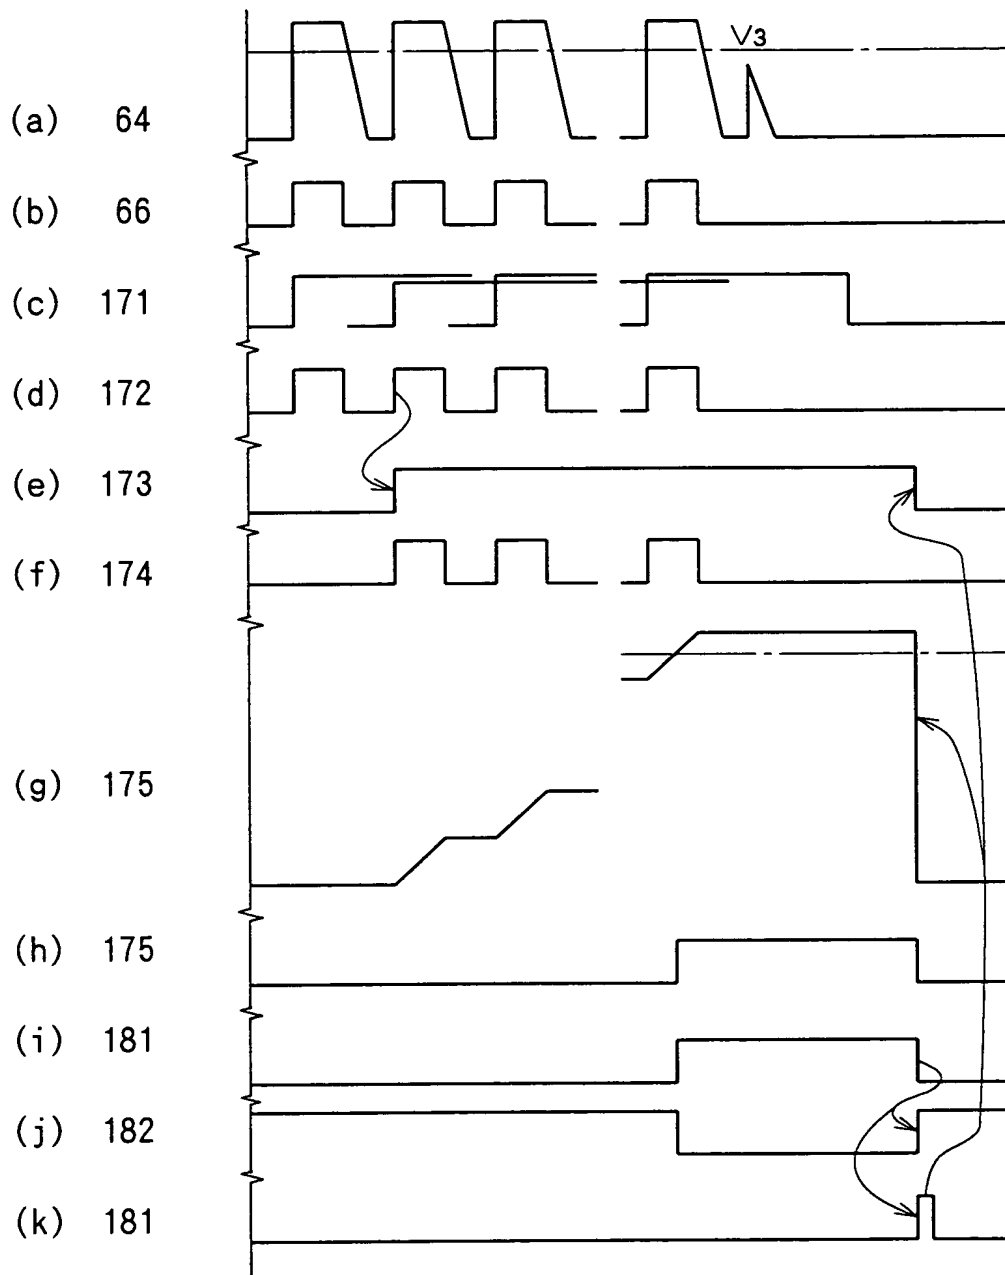 V3
(a) 64
(b) 66
(c) 171
(d) 172
(e) 173
(f) 174
(g) 175
(h) 175
(i) 181
(j) 182
(k) 181